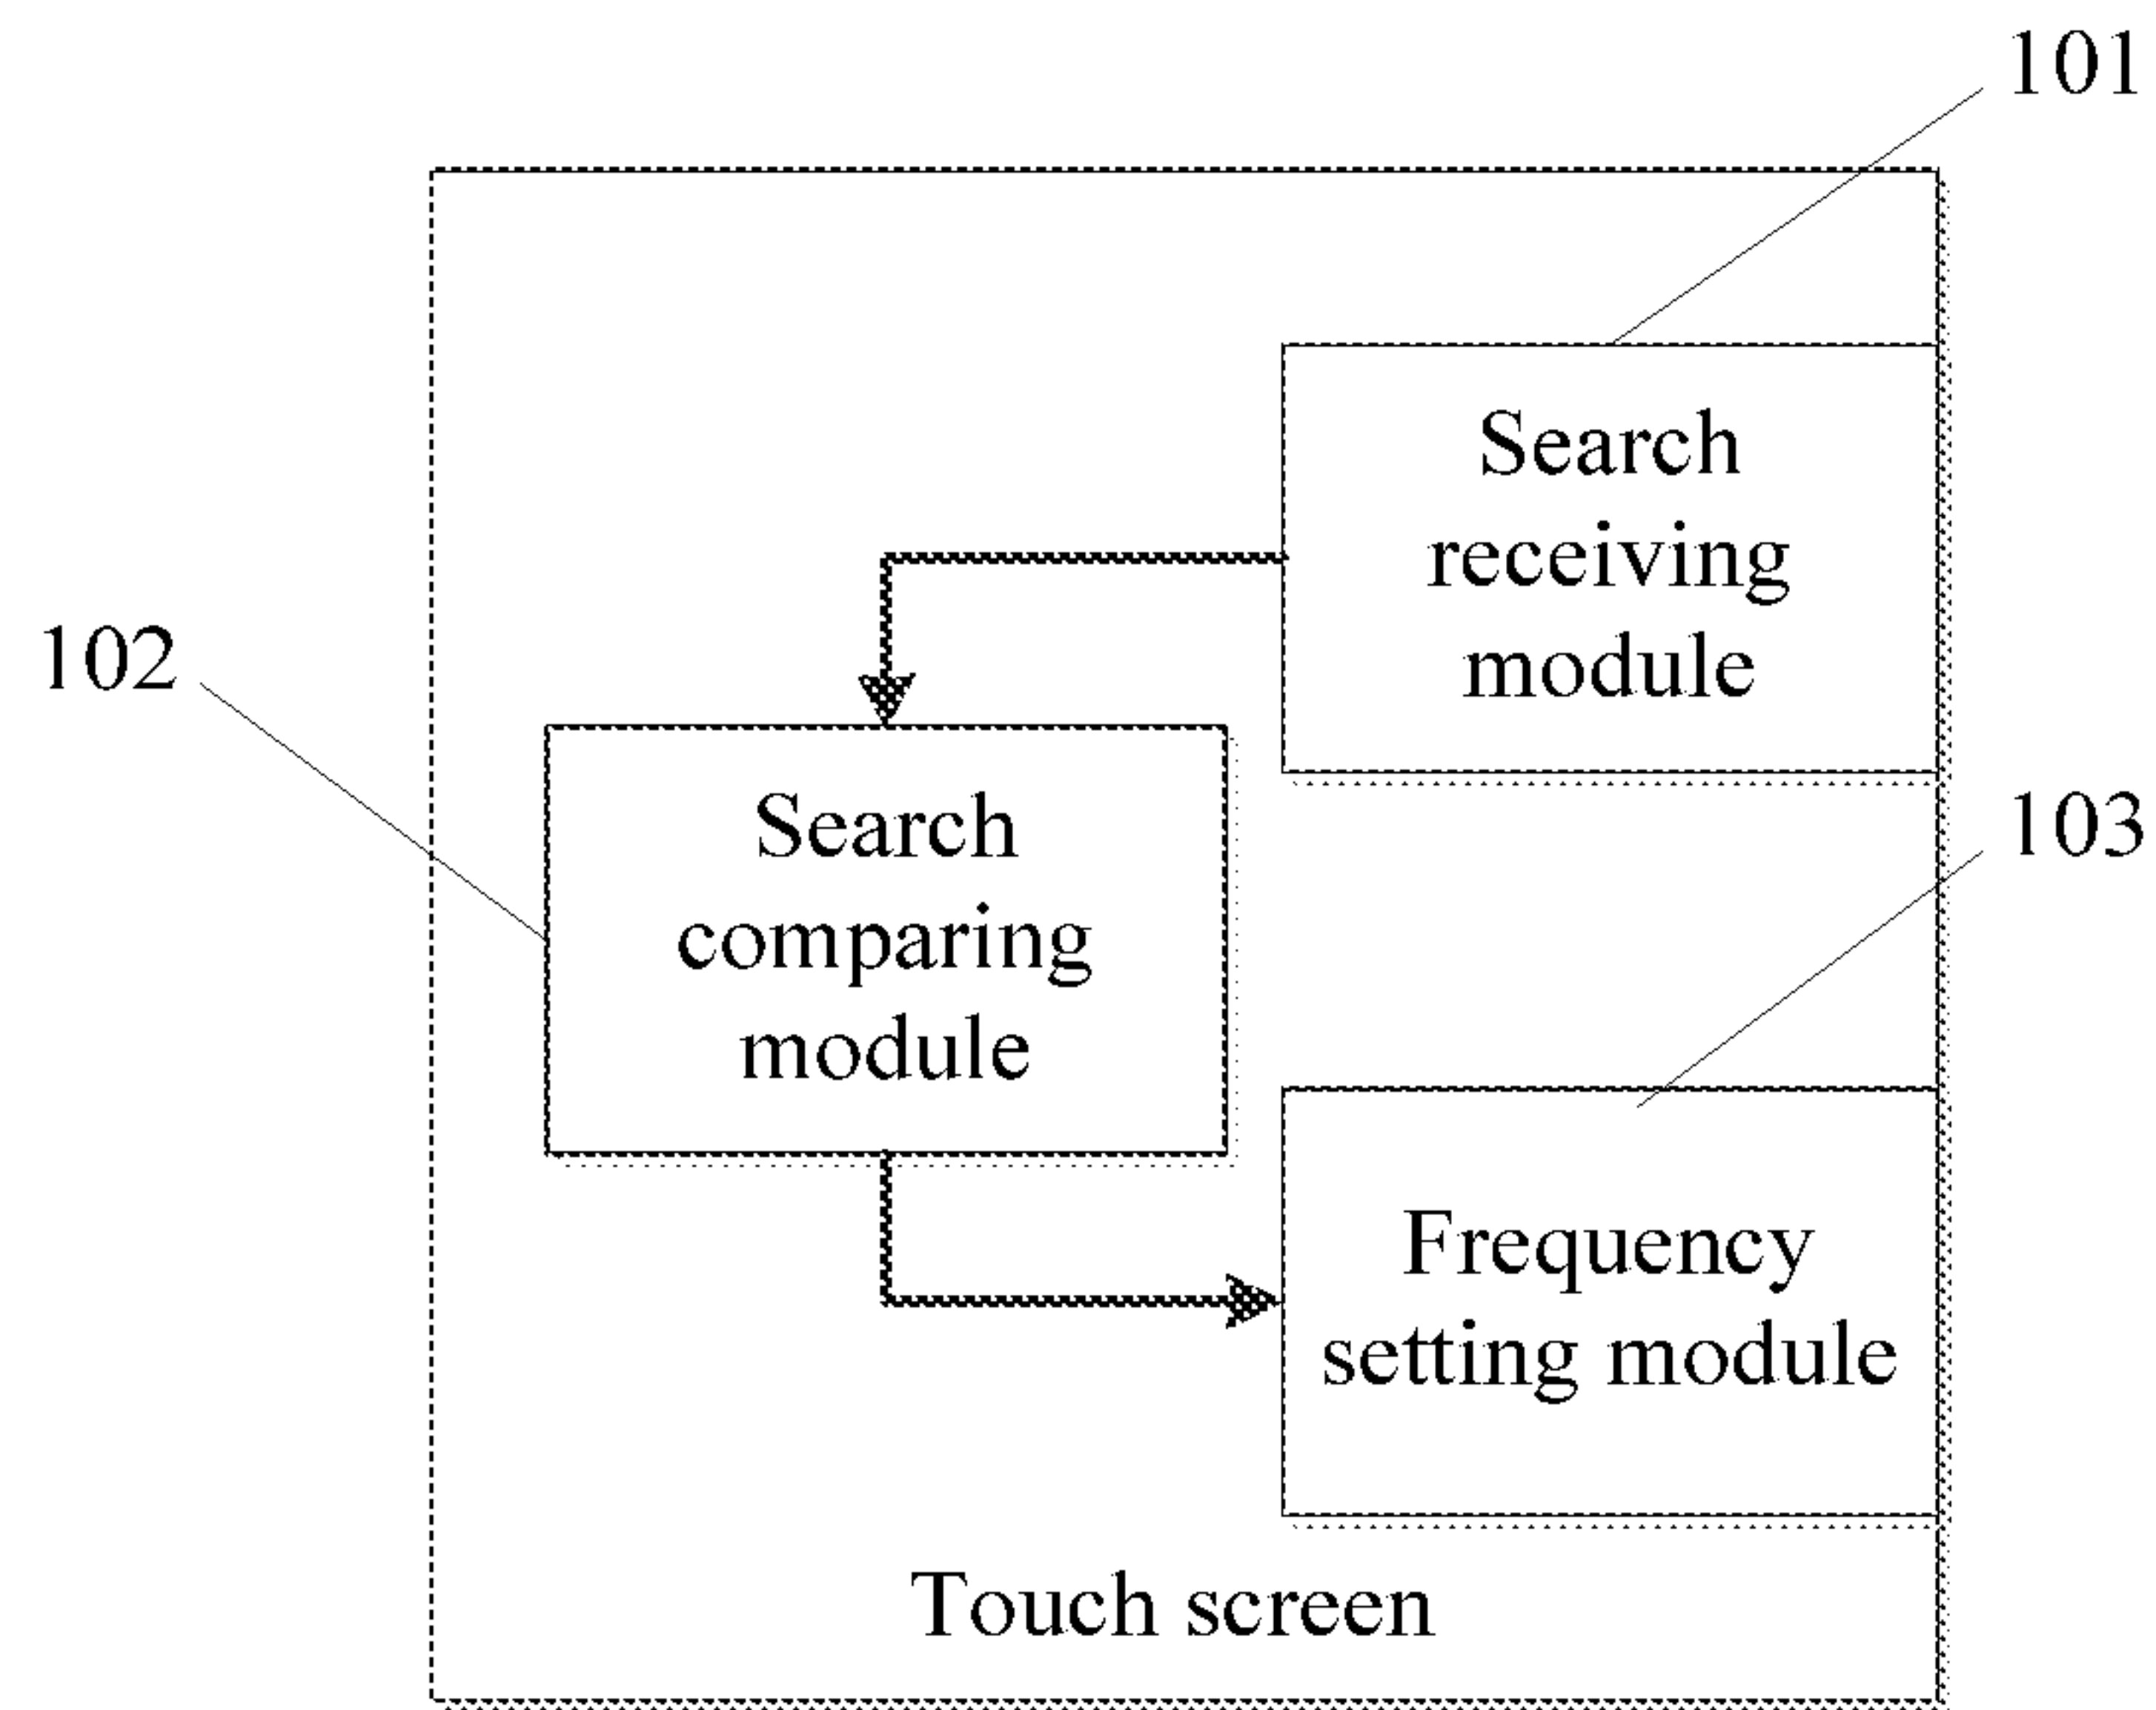 101
Search
receiving
module
102
Search
comparing
module
103
Frequency
setting module
Touch screen